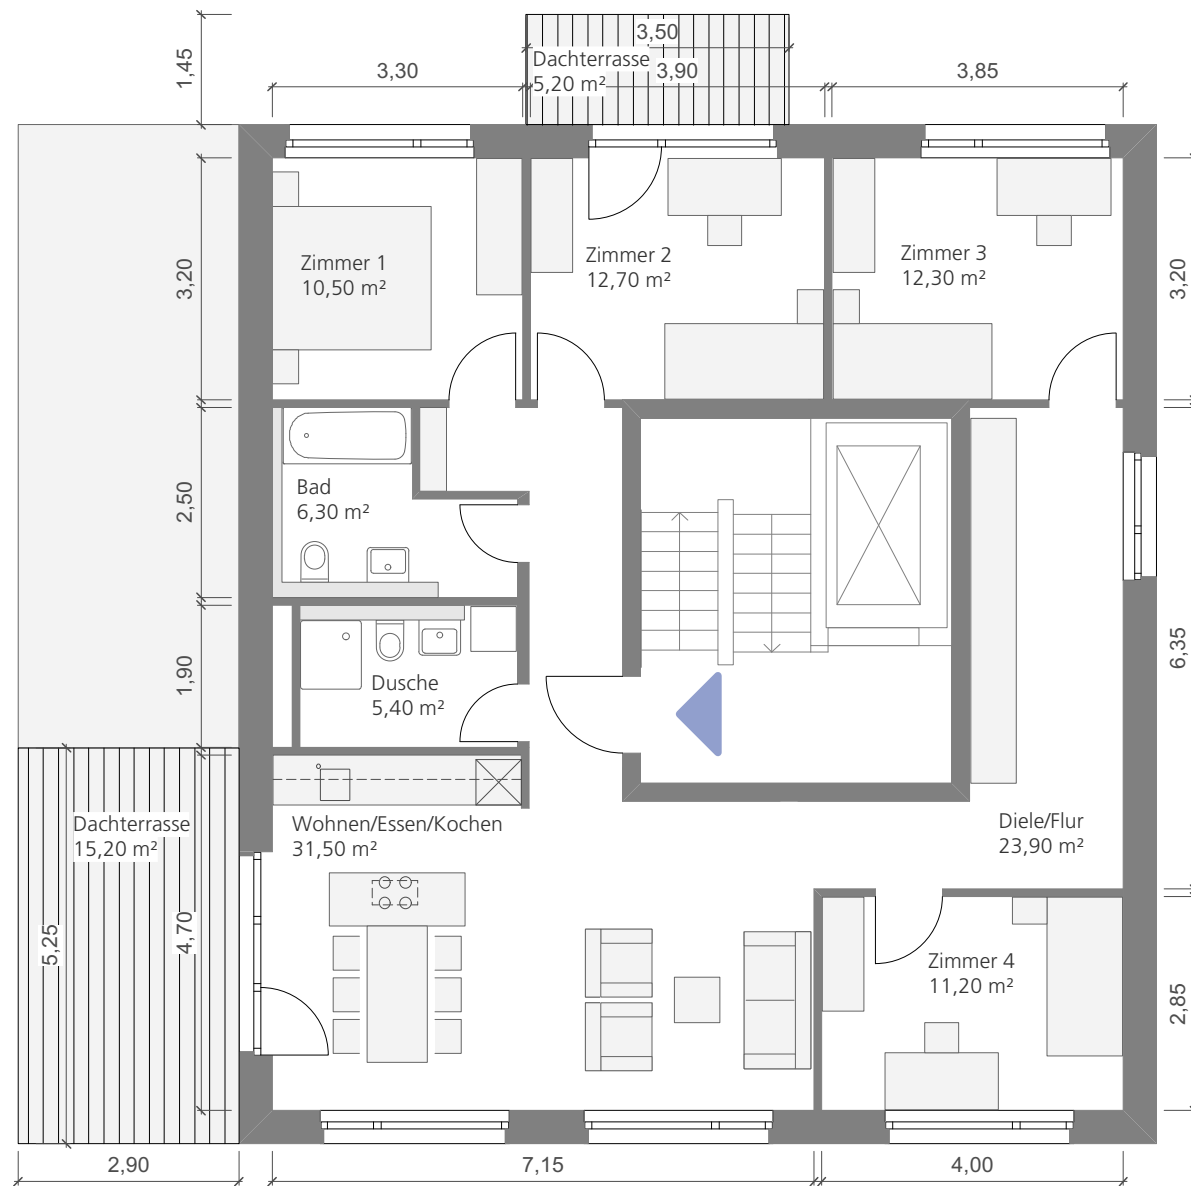 3,50
1,45
3,30
Dachterrasse
5,20 m²
3,90
3,85
3,20
Zimmer 1
10,50 m²
Zimmer 2
12,70 m²
Zimmer 3
12,30 m²
3,20
2,50
Bad
6,30 m²
1,90
Dusche
5,40 m²
6,35
Dachterrasse
15,20 m²
Wohnen/Essen/Kochen
31,50 m²
Diele/Flur
23,90 m²
5,25
4,70
Zimmer 4
11,20 m²
2,85
2,90
7,15
4,00